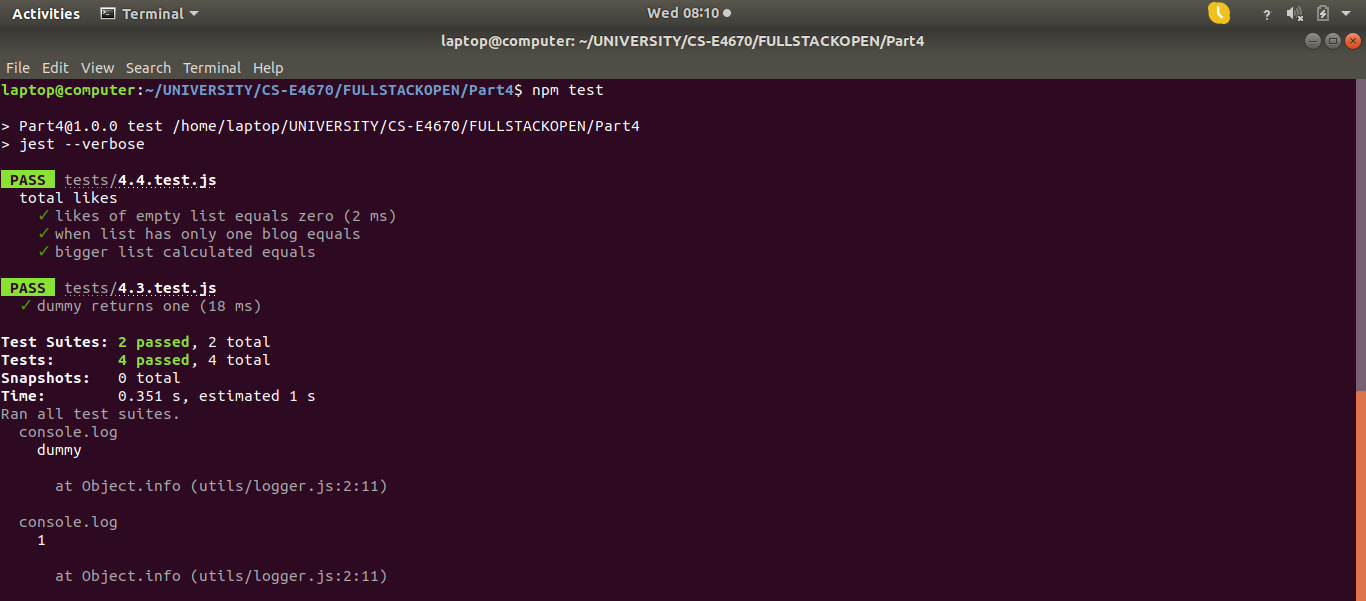 Activities Terminal Wed 08:10
laptop@computer: ~/UNIVERSITY/CS-E4670/FULLSTACKOPEN/Part4
File Edit View Search Terminal Help
laptop@computer:~/UNIVERSITY/CS-E4670/FULLSTACKOPEN/Part4$ npm test
> Part4@1.0.0 test /home/laptop/UNIVERSITY/CS-E4670/FULLSTACKOPEN/Part4
> jest --verbose
PASS tests/4.4.test.js
total likes
✓ likes of empty list equals zero (2 ms)
✓ when list has only one blog equals
✓ bigger list calculated equals
PASS tests/4.3.test.js
✓ dummy returns one (18 ms)
Test Suites: 2 passed, 2 total
Tests: 4 passed, 4 total
Snapshots: 0 total
Time: 0.351 s, estimated 1 s
Ran all test suites.
console.log
dummy
at Object.info (utils/logger.js:2:11)
console.log
1
at Object.info (utils/logger.js:2:11)